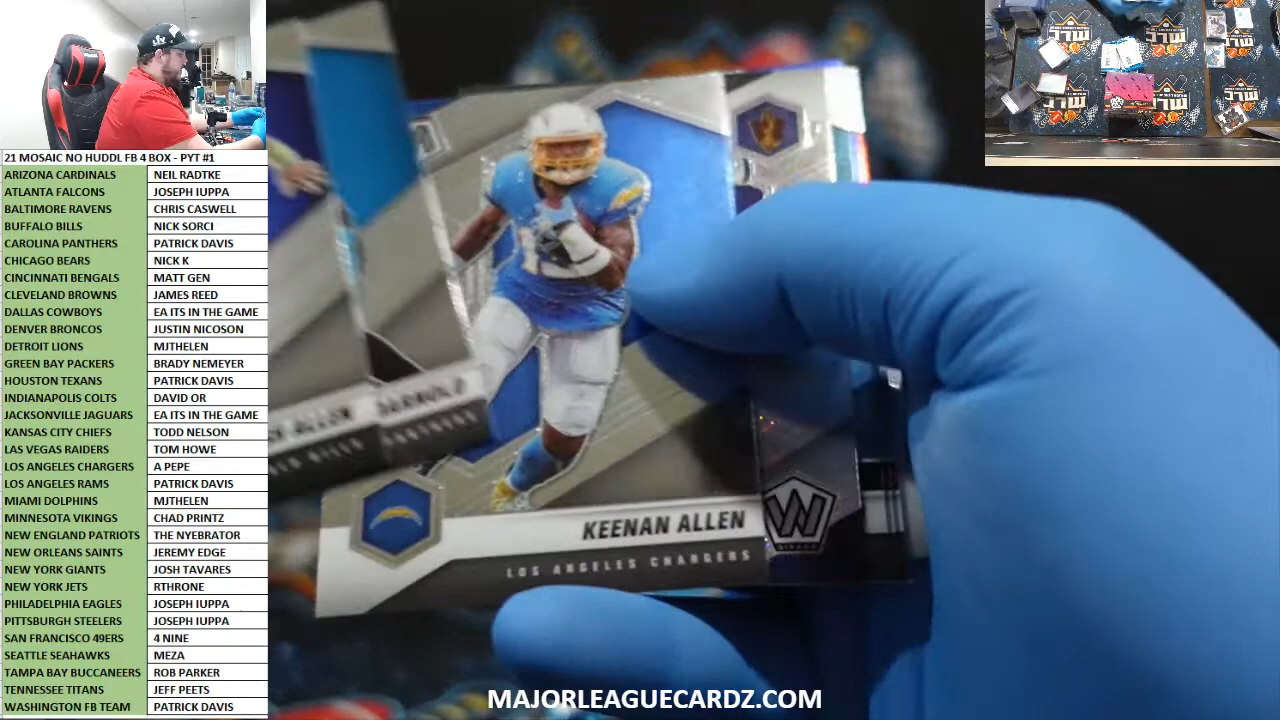 21 MOSAIC NO HUDDL FB 4 BOX - PYT #1
ARIZONA CARDINALS NEIL RADTKE
ATLANTA FALCONS JOSEPH IUPPA
BALTIMORE RAVENS CHRIS CASWELL
BUFFALO BILLS NICK SORCI
CAROLINA PANTHERS PATRICK DAVIS
CHICAGO BEARS NICK K
CINCINNATI BENGALS MATT GEN
CLEVELAND BROWNS JAMES REED
DALLAS COWBOYS EA ITS IN THE GAME
DENVER BRONCOS JUSTIN NICOSON
DETROIT LIONS MJTHELEN
GREEN BAY PACKERS BRADY NEMEYER
HOUSTON TEXANS PATRICK DAVIS
INDIANAPOLIS COLTS DAVID OR
JACKSONVILLE JAGUARS EA ITS IN THE GAME
KANSAS CITY CHIEFS TODD NELSON
LAS VEGAS RAIDERS TOM HOWE
LOS ANGELES CHARGERS A PEPE
LOS ANGELES RAMS PATRICK DAVIS
MIAMI DOLPHINS MJTHELEN
MINNESOTA VIKINGS CHAD PRINTZ
NEW ENGLAND PATRIOTS THE NYEBRATOR
NEW ORLEANS SAINTS JEREMY EDGE
NEW YORK GIANTS JOSH TAVARES
NEW YORK JETS RTHRONE
PHILADELPHIA EAGLES JOSEPH IUPPA
PITTSBURGH STEELERS JOSEPH IUPPA
SAN FRANCISCO 49ERS 4 NINE
SEATTLE SEAHAWKS MEZA
TAMPA BAY BUCCANEERS ROB PARKER
TENNESSEE TITANS JEFF PEETS
WASHINGTON FB TEAM PATRICK DAVIS
ALLEN
KEENAN ALLEN
LOS ANGELES CHARGERS
MLC
MAJORLEAGUECARDZ.COM